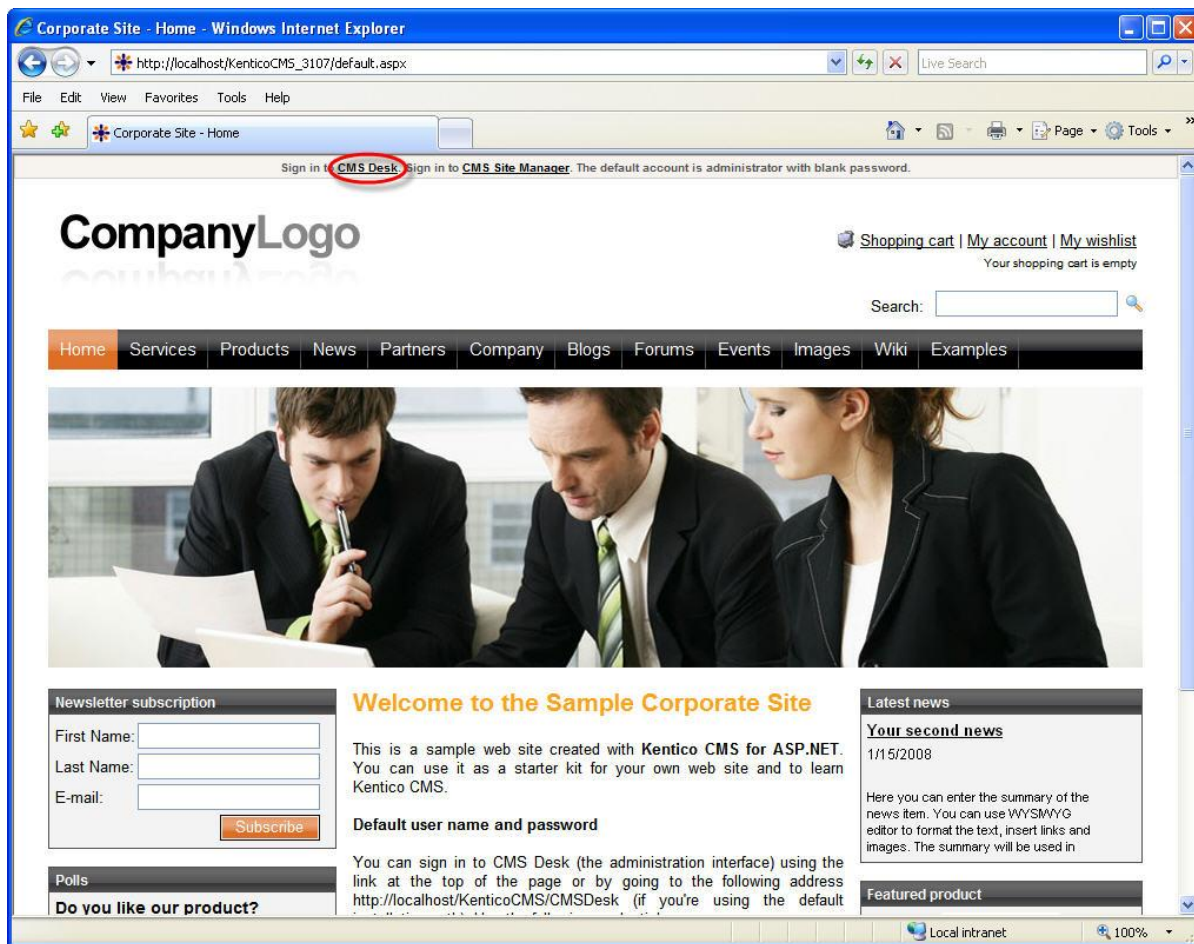 Corporate Site - Home - Windows Internet Explorer
http://localhost/KenticoCMS_3107/default.aspx
Live Search
File Edit View Favorites Tools Help
Corporate Site - Home
Page Tools »
Sign in to CMS Desk. Sign in to CMS Site Manager. The default account is administrator with blank password.
CompanyLogo
Shopping cart | My account | My wishlist
Your shopping cart is empty
Search:
Home Services Products News Partners Company Blogs Forums Events Images Wiki Examples
Newsletter subscription
First Name:
Last Name:
E-mail:
Subscribe
Polls
Do you like our product?
Welcome to the Sample Corporate Site
This is a sample web site created with Kentico CMS for ASP.NET.
You can use it as a starter kit for your own web site and to learn
Kentico CMS.
Default user name and password
You can sign in to CMS Desk (the administration interface) using the
link at the top of the page or by going to the following address
http://localhost/KenticoCMS/CMSDesk (if you're using the default
Latest news
Your second news
1/15/2008
Here you can enter the summary of the
news item. You can use WYSIWYG
editor to format the text, insert links and
images. The summary will be used in
Featured product
Local intranet
100%